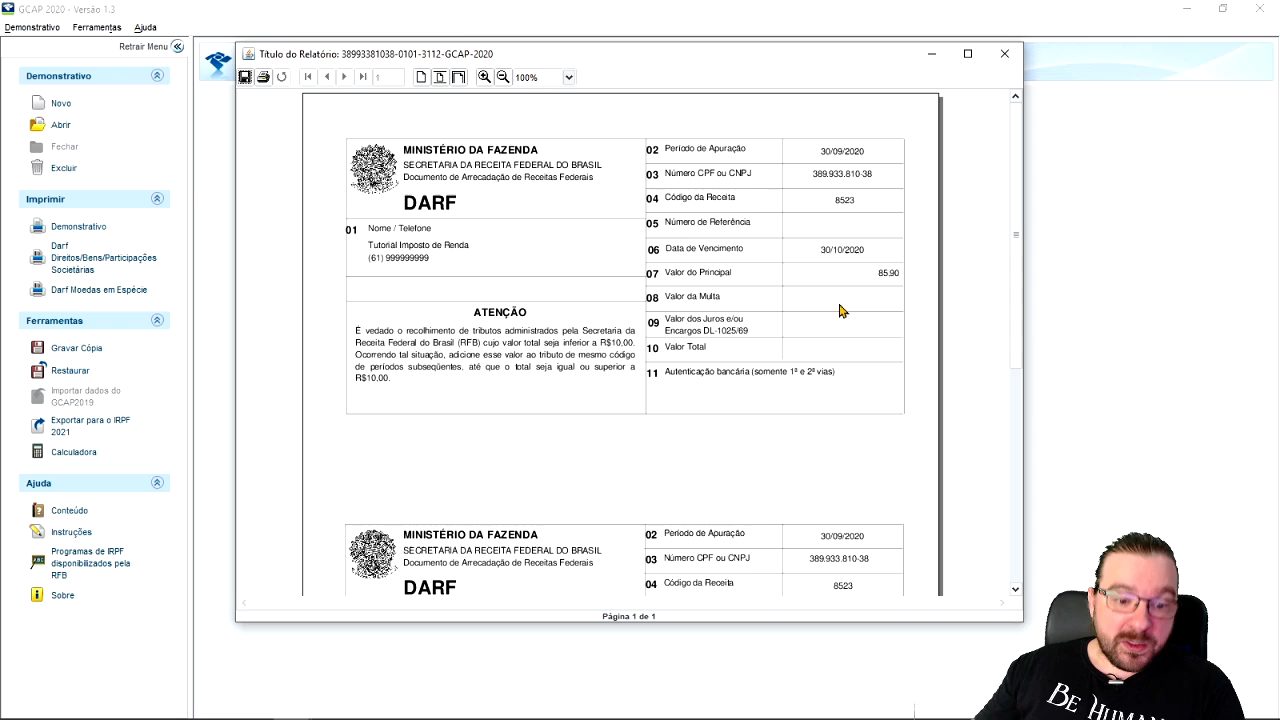 GCAP 2020 - Versão 1.3
Demonstrativo Ferramentas Ajuda
Retrair Menu
Demonstrativo
Novo
Abrir
Fechar
Excluir
Imprimir
Demonstrativo
Darf
Direitos/Bens/Participações
Societárias
Darf Moedas em Espécie
Ferramentas
Gravar Cópia
Restaurar
Importar dados do
GCAP2019
Exportar para o IRPF
2021
Calculadora
Ajuda
Conteúdo
Instruções
Programas de IRPF
disponibilizados pela
RFB
Sobre
Título do Relatório: 38993381038-0101-3112-GCAP-2020
1
100%
MINISTÉRIO DA FAZENDA
SECRETARIA DA RECEITA FEDERAL DO BRASIL
Documento de Arrecadação de Receitas Federais
DARF
01 Nome / Telefone
Tutorial Imposto de Renda
(61) 999999999
ATENÇÃO
É vedado o recolhimento de tributos administrados pela Secretaria da
Receita Federal do Brasil (RFB) cujo valor total seja inferior a R$10,00.
Ocorrendo tal situação, adicione esse valor ao tributo de mesmo código
de períodos subseqüentes, até que o total seja igual ou superior a
R$10,00.
02 Período de Apuração 30/09/2020
03 Número CPF ou CNPJ 389.933.810-38
04 Código da Receita 8523
05 Número de Referência
06 Data de Vencimento 30/10/2020
07 Valor do Principal 85,90
08 Valor da Multa
09 Valor dos Juros e/ou
Encargos DL-1025/69
10 Valor Total
11 Autenticação bancária (somente 1ª e 2ª vias)
MINISTÉRIO DA FAZENDA
SECRETARIA DA RECEITA FEDERAL DO BRASIL
Documento de Arrecadação de Receitas Federais
DARF
02 Período de Apuração 30/09/2020
03 Número CPF ou CNPJ 389.933.810-38
04 Código da Receita 8523
Página 1 de 1
BE HUMAN